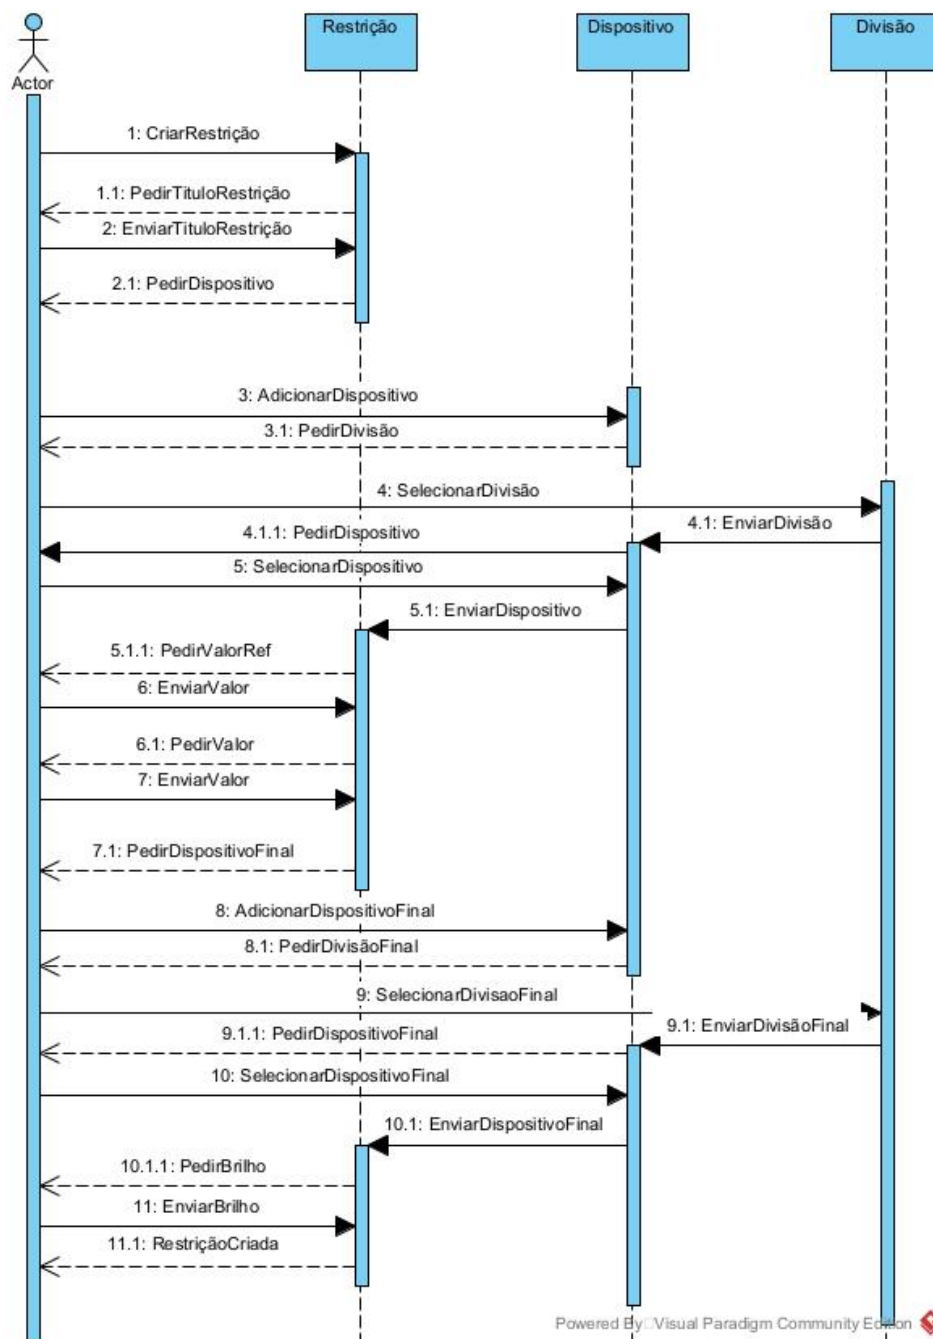 Restrição
Dispositivo
Divisão
Actor
1: CriarRestrição
1.1: PedirTituloRestrição
2: EnviarTituloRestrição
2.1: PedirDispositivo
3: AdicionarDispositivo
3.1: PedirDivisão
4: SelecionarDivisão
4.1: EnviarDivisão
4.1.1: PedirDispositivo
5: SelecionarDispositivo
5.1: EnviarDispositivo
5.1.1: PedirValorRef
6: EnviarValor
6.1: PedirValor
7: EnviarValor
7.1: PedirDispositivoFinal
8: AdicionarDispositivoFinal
8.1: PedirDivisãoFinal
9: SelecionarDivisaoFinal
9.1: EnviarDivisãoFinal
9.1.1: PedirDispositivoFinal
10: SelecionarDispositivoFinal
10.1: EnviarDispositivoFinal
10.1.1: PedirBrilho
11: EnviarBrilho
11.1: RestriçãoCriada
Powered By Visual Paradigm Community Edition